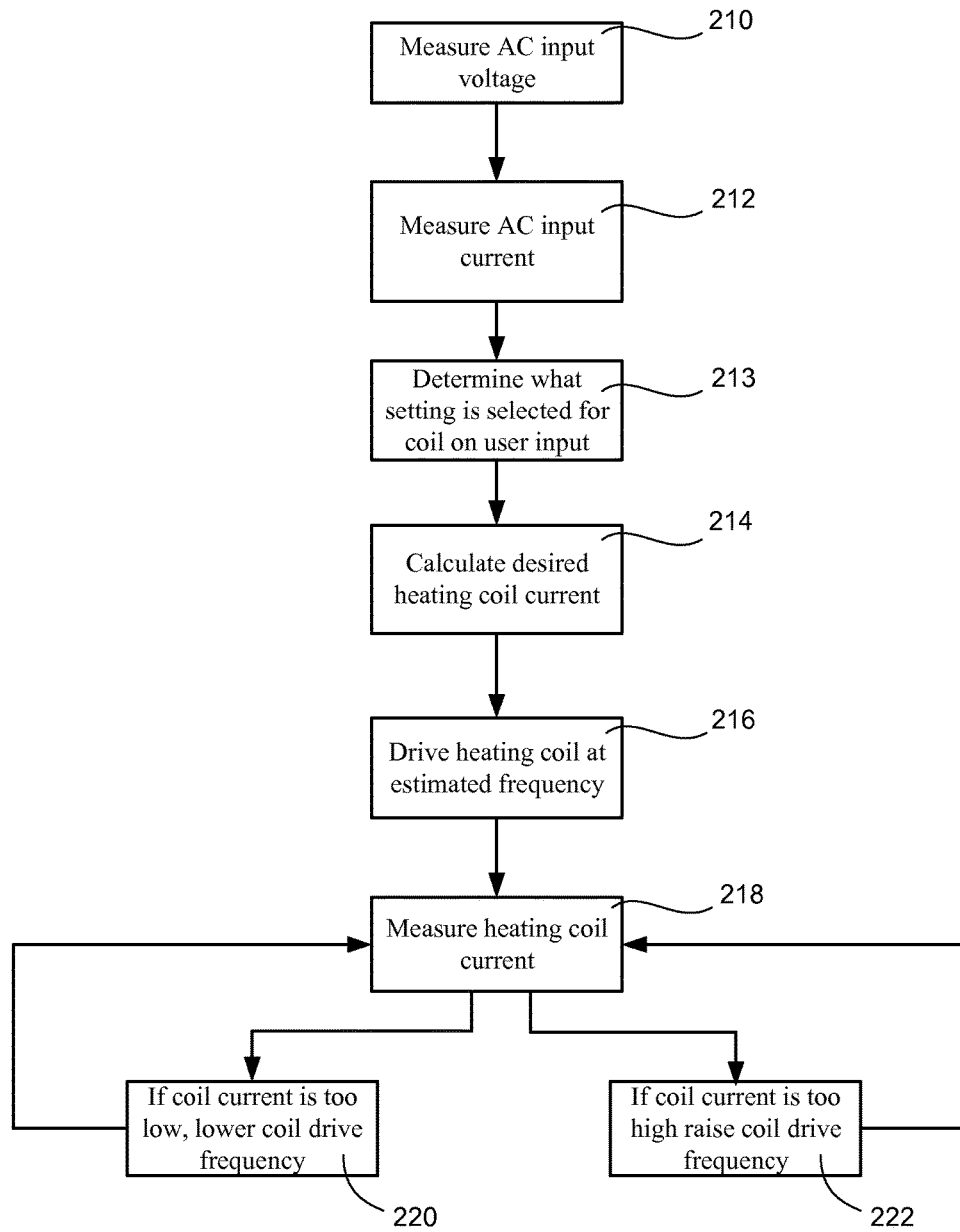 210
Measure AC input
voltage
212
Measure AC input
current
213
Determine what
setting is selected for
coil on user input
214
Calculate desired
heating coil current
216
Drive heating coil at
estimated frequency
218
Measure heating coil
current
If coil current is too
low, lower coil drive
frequency
220
If coil current is too
high raise coil drive
frequency
222